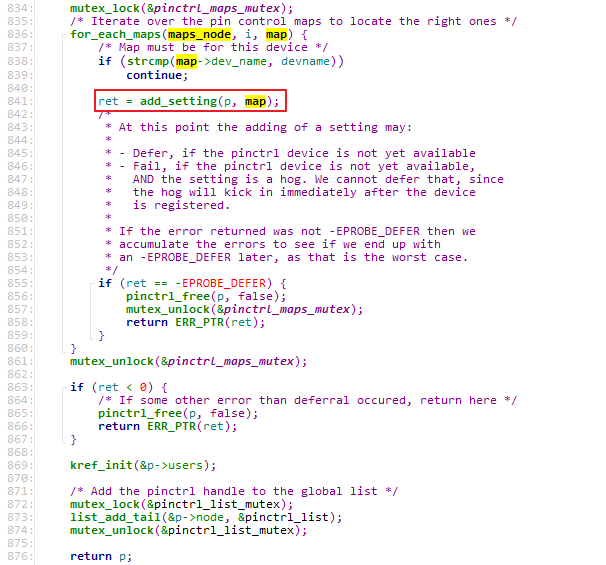 834:     mutex_lock(&pinctrl_maps_mutex);
835:     /* Iterate over the pin control maps to locate the right ones */
836:     for_each_maps(maps_node, i, map) {
837:         /* Map must be for this device */
838:         if (strcmp(map->dev_name, devname))
839:             continue;
840:
841:         ret = add_setting(p, map);
842:         /*
843:          * At this point the adding of a setting may:
844:          *
845:          * - Defer, if the pinctrl device is not yet available
846:          * - Fail, if the pinctrl device is not yet available,
847:          *   AND the setting is a hog. We cannot defer that, since
848:          *   the hog will kick in immediately after the device
849:          *   is registered.
850:          *
851:          * If the error returned was not -EPROBE_DEFER then we
852:          * accumulate the errors to see if we end up with
853:          * an -EPROBE_DEFER later, as that is the worst case.
854:          */
855:         if (ret == -EPROBE_DEFER) {
856:             pinctrl_free(p, false);
857:             mutex_unlock(&pinctrl_maps_mutex);
858:             return ERR_PTR(ret);
859:         }
860:     }
861:     mutex_unlock(&pinctrl_maps_mutex);
862:
863:     if (ret < 0) {
864:         /* If some other error than deferral occured, return here */
865:         pinctrl_free(p, false);
866:         return ERR_PTR(ret);
867:     }
868:
869:     kref_init(&p->users);
870:
871:     /* Add the pinctrl handle to the global list */
872:     mutex_lock(&pinctrl_list_mutex);
873:     list_add_tail(&p->node, &pinctrl_list);
874:     mutex_unlock(&pinctrl_list_mutex);
875:
876:     return p;